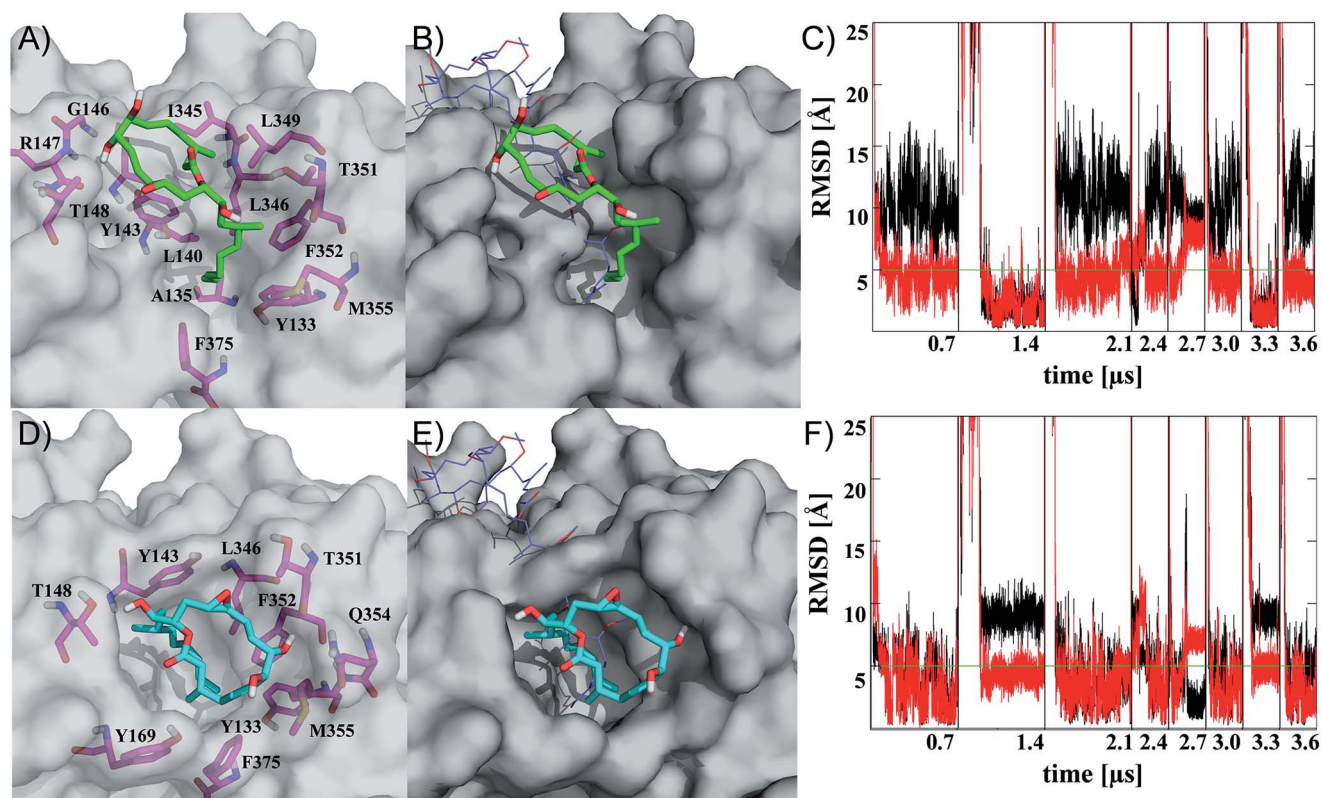 A)
G146
I345
L349
R147
T351
T148
L346
Y143
F352
L140
A135
M355
Y133
F375
B)
C)
25
20
15
10
5
RMSD [Å]
0.7 1.4 2.1 2.4 2.7 3.0 3.3 3.6
time [µs]
D)
L346
T351
Y143
T148
F352
Q354
Y133
M355
Y169
F375
E)
F)
25
20
15
10
5
RMSD [Å]
0.7 1.4 2.1 2.4 2.7 3.0 3.3 3.6
time [µs]